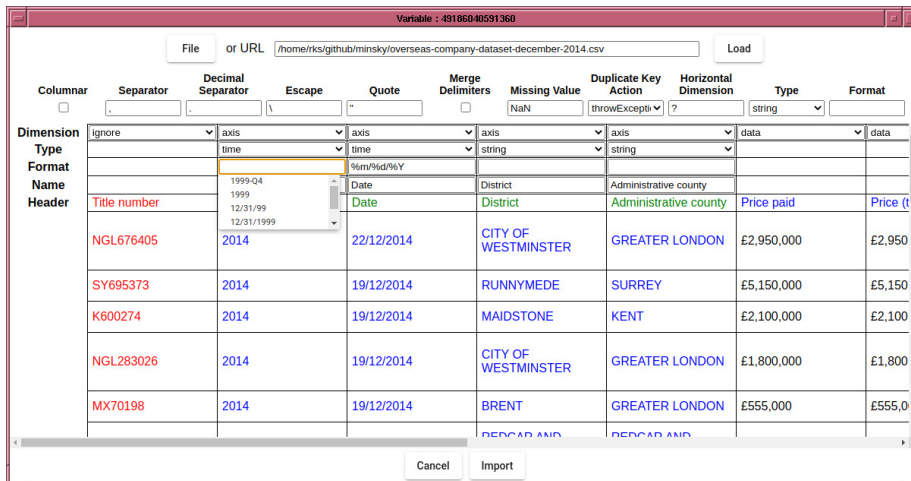 Variable : 49186040591360
File or URL /home/rks/github/minsky/overseas-company-dataset-december-2014.csv Load
Columnar Separator Decimal Separator Escape Quote Merge Delimiters Missing Value Duplicate Key Action Horizontal Dimension Type Format
, . \ " NaN throwExcepti ? string
Dimension ignore axis axis axis axis data data
Type time time string string
Format %m/%d/%Y
Name Date District Administrative county
1999-Q4
1999
12/31/99
12/31/1999
Header Title number Date District Administrative county Price paid Price (t
NGL676405 2014 22/12/2014 CITY OF WESTMINSTER GREATER LONDON £2,950,000 £2,950
SY695373 2014 19/12/2014 RUNNYMEDE SURREY £5,150,000 £5,150
K600274 2014 19/12/2014 MAIDSTONE KENT £2,100,000 £2,100
NGL283026 2014 19/12/2014 CITY OF WESTMINSTER GREATER LONDON £1,800,000 £1,800
MX70198 2014 19/12/2014 BRENT GREATER LONDON £555,000 £555,0
REDCAR AND REDCAR AND
Cancel Import